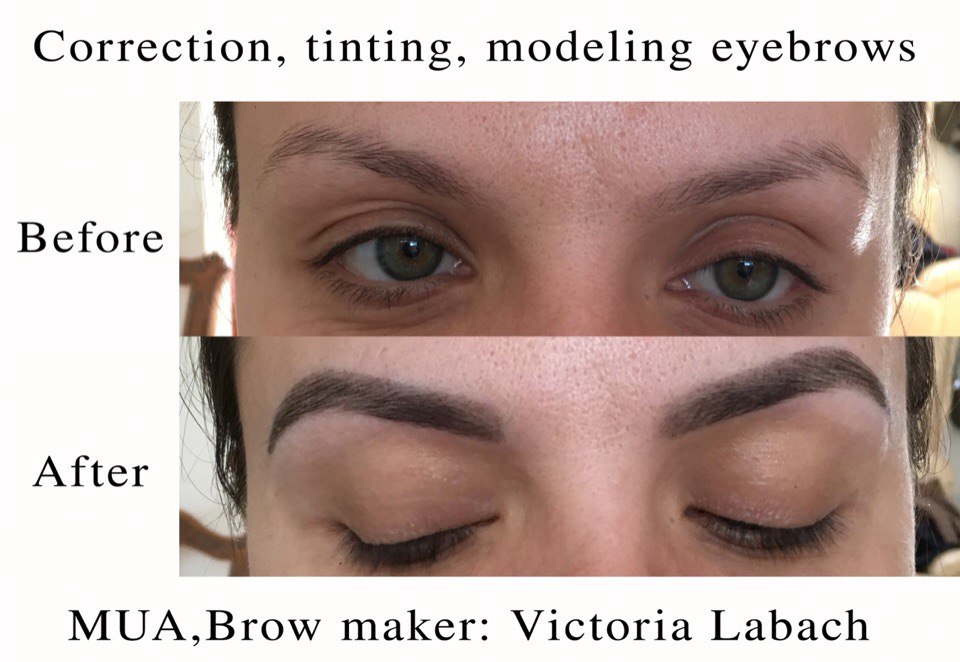 Correction, tinting, modeling eyebrows
Before
After
MUA,Brow maker: Victoria Labach